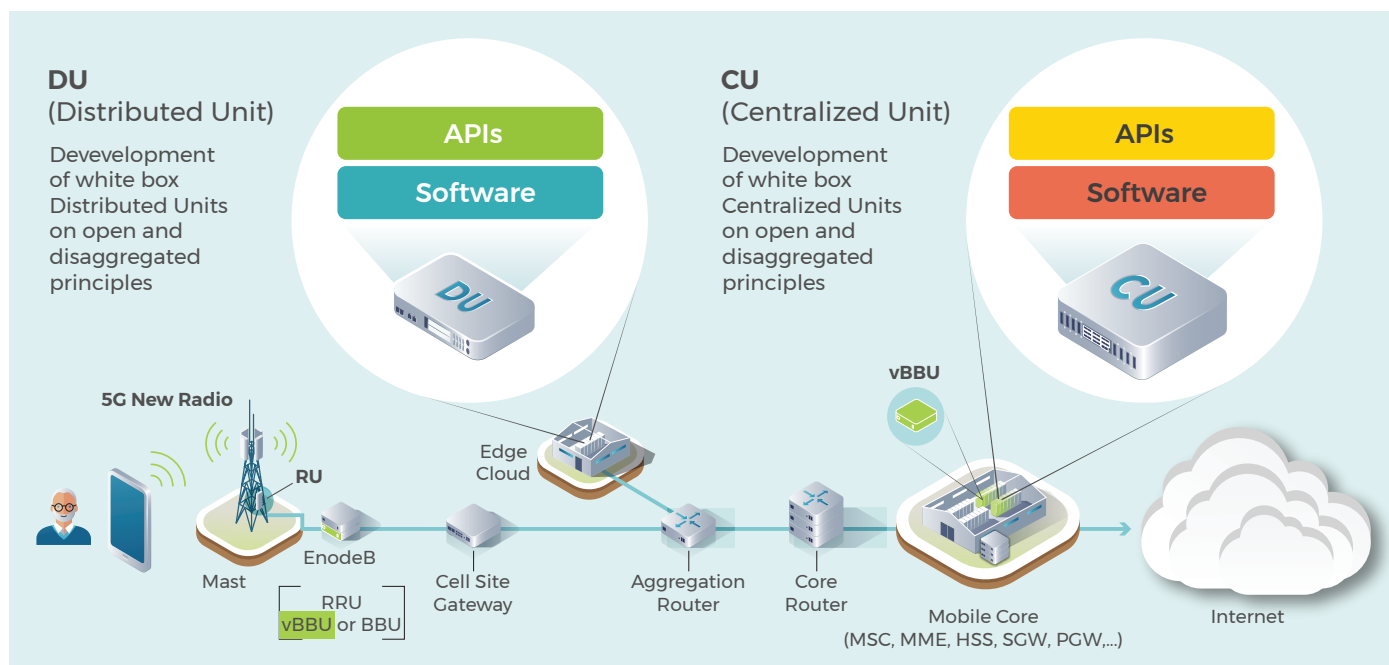 DU
(Distributed Unit)
Devevelopment
of white box
Distributed Units
on open and
disaggregated
principles
APIs
Software
DU
CU
(Centralized Unit)
Devevelopment
of white box
Centralized Units
on open and
disaggregated
principles
APIs
Software
CU
vBBU
5G New Radio
RU
Edge
Cloud
Mast
EnodeB
RRU
vBBU or BBU
Cell Site
Gateway
Aggregation
Router
Core
Router
Mobile Core
(MSC, MME, HSS, SGW, PGW,...)
Internet